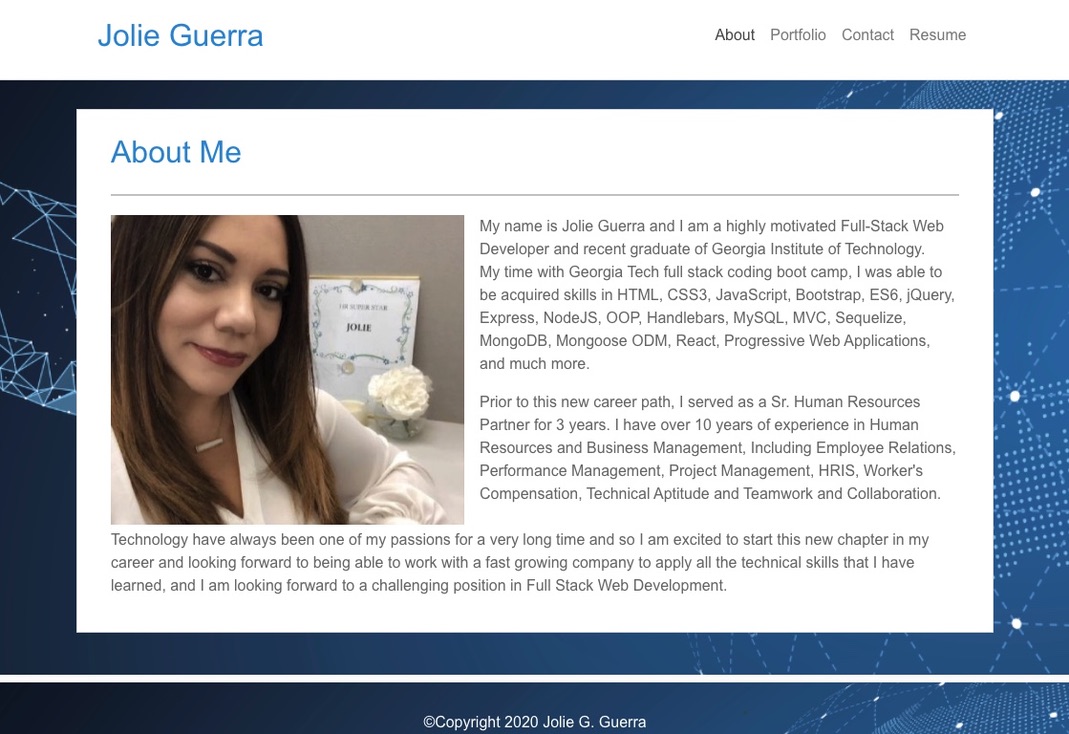 Jolie Guerra
About Portfolio Contact Resume
About Me
My name is Jolie Guerra and I am a highly motivated Full-Stack Web
Developer and recent graduate of Georgia Institute of Technology.
My time with Georgia Tech full stack coding boot camp, I was able to
be acquired skills in HTML, CSS3, JavaScript, Bootstrap, ES6, jQuery,
Express, NodeJS, OOP, Handlebars, MySQL, MVC, Sequelize,
MongoDB, Mongoose ODM, React, Progressive Web Applications,
and much more.
Prior to this new career path, I served as a Sr. Human Resources
Partner for 3 years. I have over 10 years of experience in Human
Resources and Business Management, Including Employee Relations,
Performance Management, Project Management, HRIS, Worker's
Compensation, Technical Aptitude and Teamwork and Collaboration.
SUPER STAR
JOLIE
Technology have always been one of my passions for a very long time and so I am excited to start this new chapter in my
career and looking forward to being able to work with a fast growing company to apply all the technical skills that I have
learned, and I am looking forward to a challenging position in Full Stack Web Development.
©Copyright 2020 Jolie G. Guerra